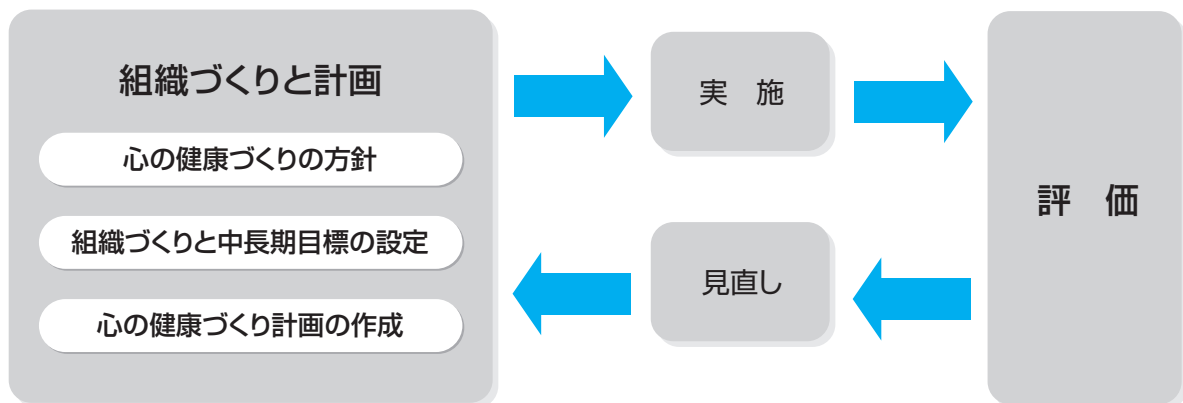 組織づくりと計画
心の健康づくりの方針
組織づくりと中長期目標の設定
心の健康づくり計画の作成
実　施
評　価
見直し